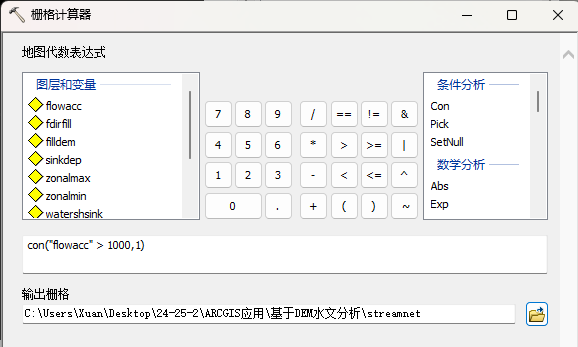 栅格计算器
地图代数表达式
图层和变量
flowacc
fdirfill
filldem
sinkdep
zonalmax
zonalmin
watershsink
7 8 9 / == != &
4 5 6 * > >= |
1 2 3 - < <= ^
0 . + ( ) ~
条件分析
Con
Pick
SetNull
数学分析
Abs
Exp
con("flowacc" > 1000,1)
输出栅格
C:\Users\Xuan\Desktop\24-25-2\ARCGIS应用\基于DEM水文分析\streamnet